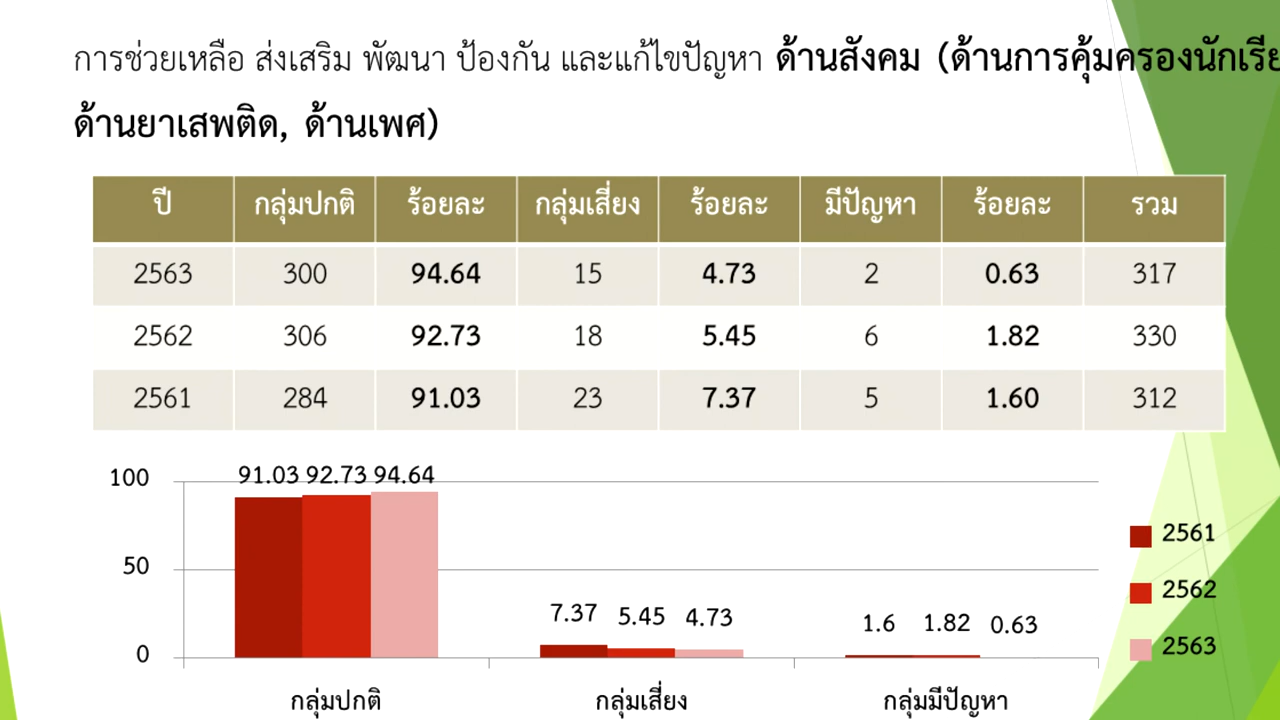 การช่วยเหลือ ส่งเสริม พัฒนา ป้องกัน และแก้ไขปัญหา ด้านสังคม (ด้านการคุ้มครองนักเรีย
ด้านยาเสพติด, ด้านเพศ)
ปี กลุ่มปกติ ร้อยละ กลุ่มเสี่ยง ร้อยละ มีปัญหา ร้อยละ รวม
2563 300 94.64 15 4.73 2 0.63 317
2562 306 92.73 18 5.45 6 1.82 330
2561 284 91.03 23 7.37 5 1.60 312
100 91.03 92.73 94.64
50
0
7.37 5.45 4.73
1.6 1.82 0.63
กลุ่มปกติ กลุ่มเสี่ยง กลุ่มมีปัญหา
2561
2562
2563